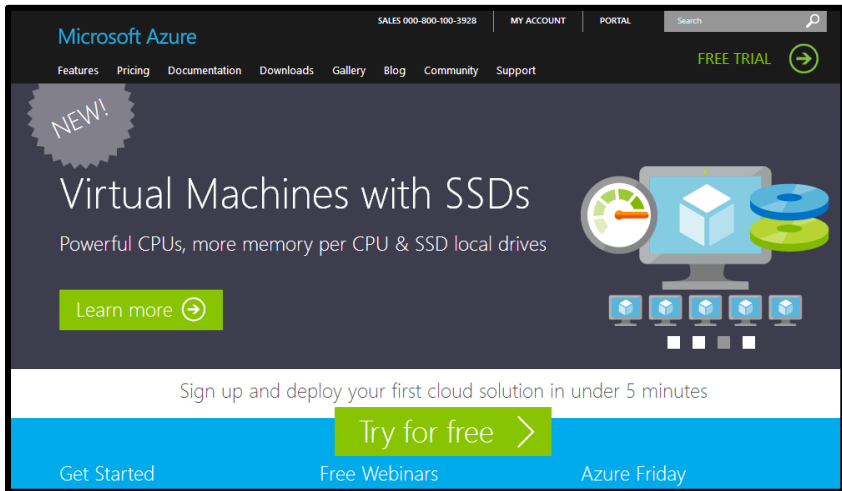 SALES 000-800-100-3928 MY ACCOUNT PORTAL Search
Microsoft Azure
FREE TRIAL
Features Pricing Documentation Downloads Gallery Blog Community Support
NEW!
Virtual Machines with SSDs
Powerful CPUs, more memory per CPU & SSD local drives
Learn more
Sign up and deploy your first cloud solution in under 5 minutes
Try for free
Get Started Free Webinars Azure Friday